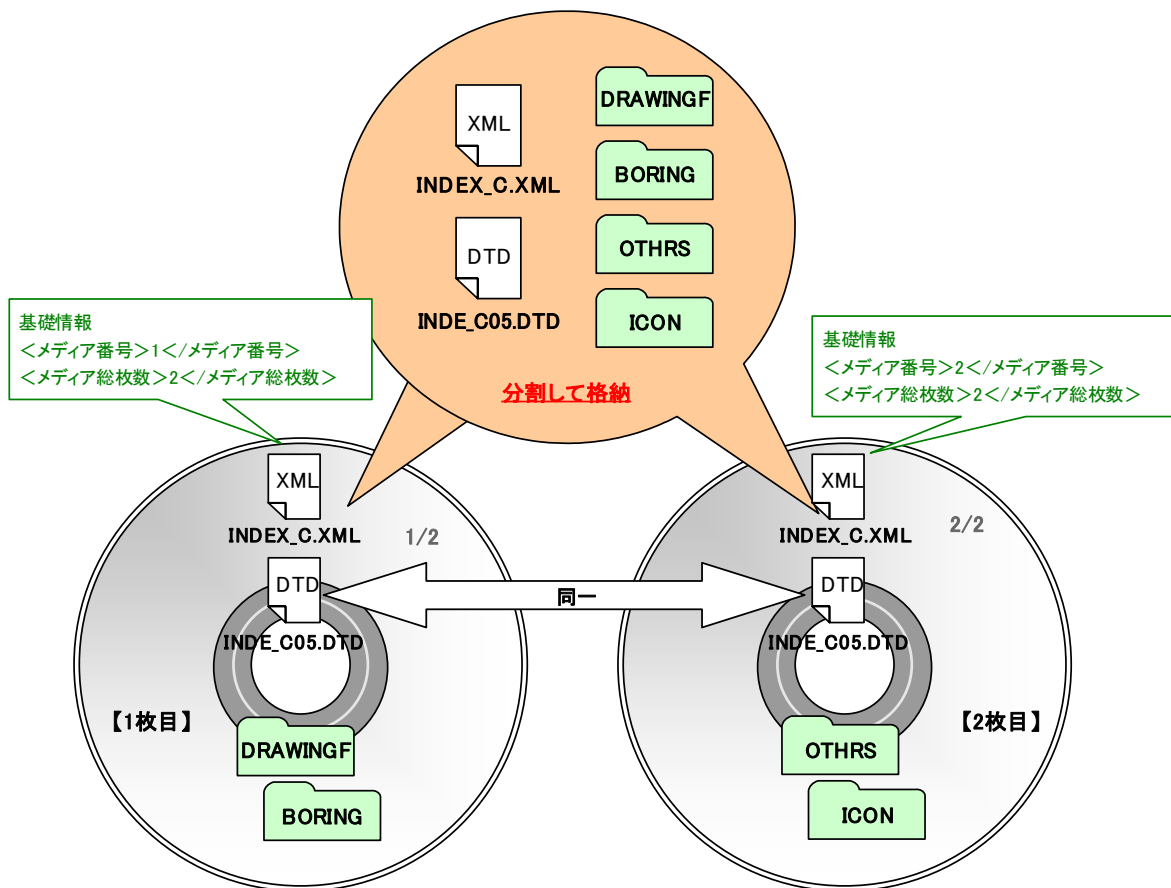 XML
INDEX_C.XML
DTD
INDE_C05.DTD
DRAWINGF
BORING
OTHRS
ICON
分割して格納
基礎情報
<メディア番号>1</メディア番号>
<メディア総枚数>2</メディア総枚数>
基礎情報
<メディア番号>2</メディア番号>
<メディア総枚数>2</メディア総枚数>
XML
INDEX_C.XML
1/2
DTD
INDE_C05.DTD
【1枚目】
DRAWINGF
BORING
同一
XML
INDEX_C.XML
2/2
DTD
INDE_C05.DTD
【2枚目】
OTHRS
ICON